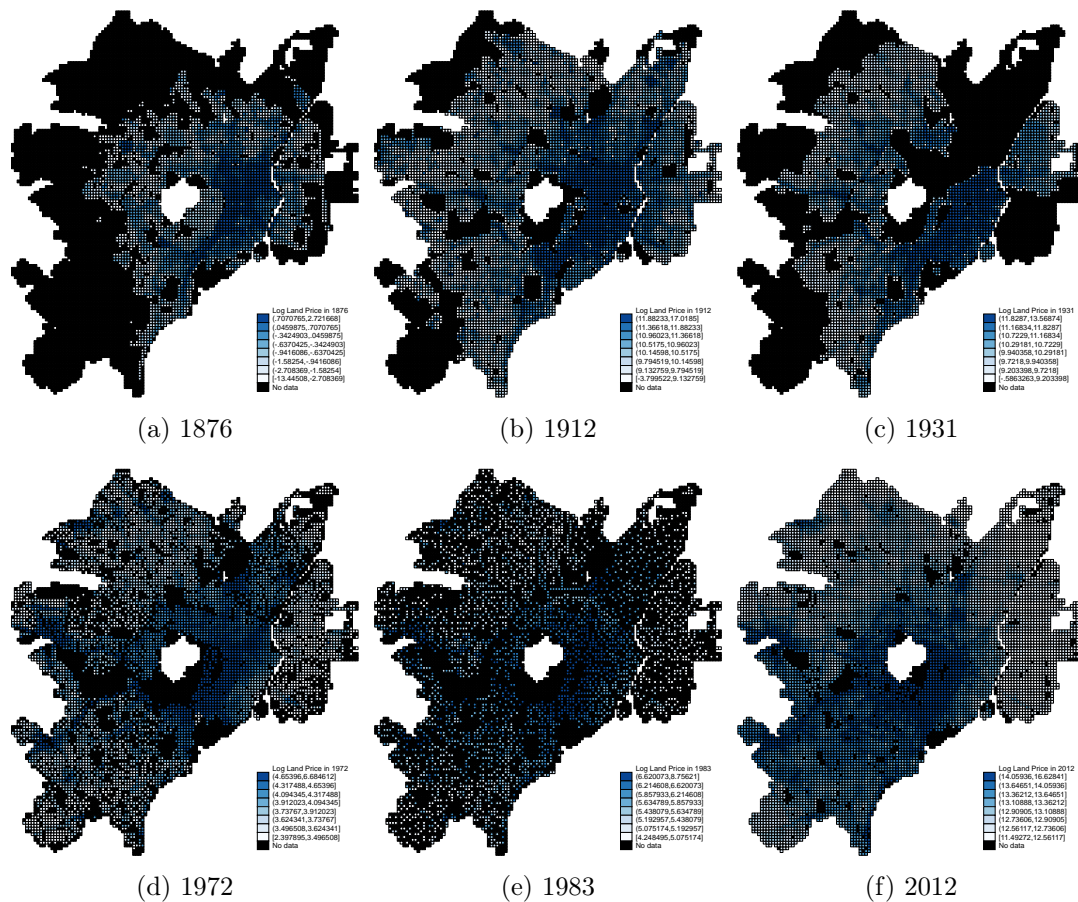 Log Land Price in 1876
(.7070765,2.721668]
(.0459875,.7070765]
(-.3424903,.0459875]
(-.6370425,-.3424903]
(-.9416086,-.6370425]
(-1.58254,-.9416086]
(-2.708369,-1.58254]
[-13.44508,-2.708369]
No data
(a) 1876
Log Land Price in 1912
(11.88233,17.0185]
(11.36618,11.88233]
(10.96023,11.36618]
(10.5175,10.96023]
(10.14598,10.5175]
(9.794519,10.14598]
(9.132759,9.794519]
[-3.799522,9.132759]
No data
(b) 1912
Log Land Price in 1931
(11.8287,13.56874]
(11.16834,11.8287]
(10.7229,11.16834]
(10.29181,10.7229]
(9.940358,10.29181]
(9.7218,9.940358]
(9.203398,9.7218]
[-.5863263,9.203398]
No data
(c) 1931
Log Land Price in 1972
(4.65396,6.684612]
(4.317488,4.65396]
(4.094345,4.317488]
(3.912023,4.094345]
(3.73767,3.912023]
(3.624341,3.73767]
(3.496508,3.624341]
[2.397895,3.496508]
No data
(d) 1972
Log Land Price in 1983
(6.620073,8.75621]
(6.214608,6.620073]
(5.857933,6.214608]
(5.634789,5.857933]
(5.438079,5.634789]
(5.192957,5.438079]
(5.075174,5.192957]
[4.248495,5.075174]
No data
(e) 1983
Log Land Price in 2012
(14.05936,16.62841]
(13.64651,14.05936]
(13.36212,13.64651]
(13.10888,13.36212]
(12.90905,13.10888]
(12.73606,12.90905]
(12.56117,12.73606]
[11.49272,12.56117]
No data
(f) 2012